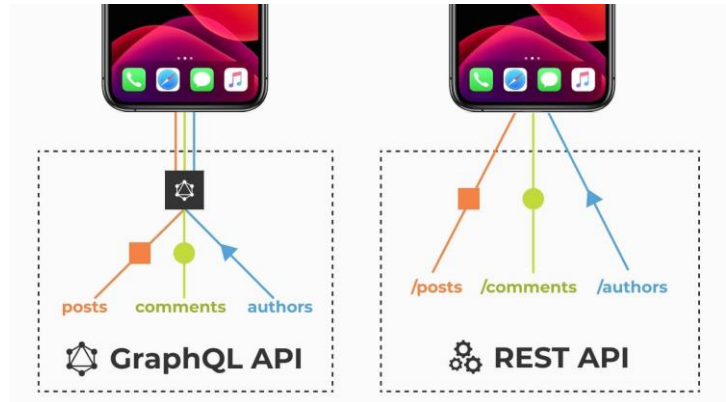 posts comments authors
GraphQL API
/posts /comments /authors
REST API